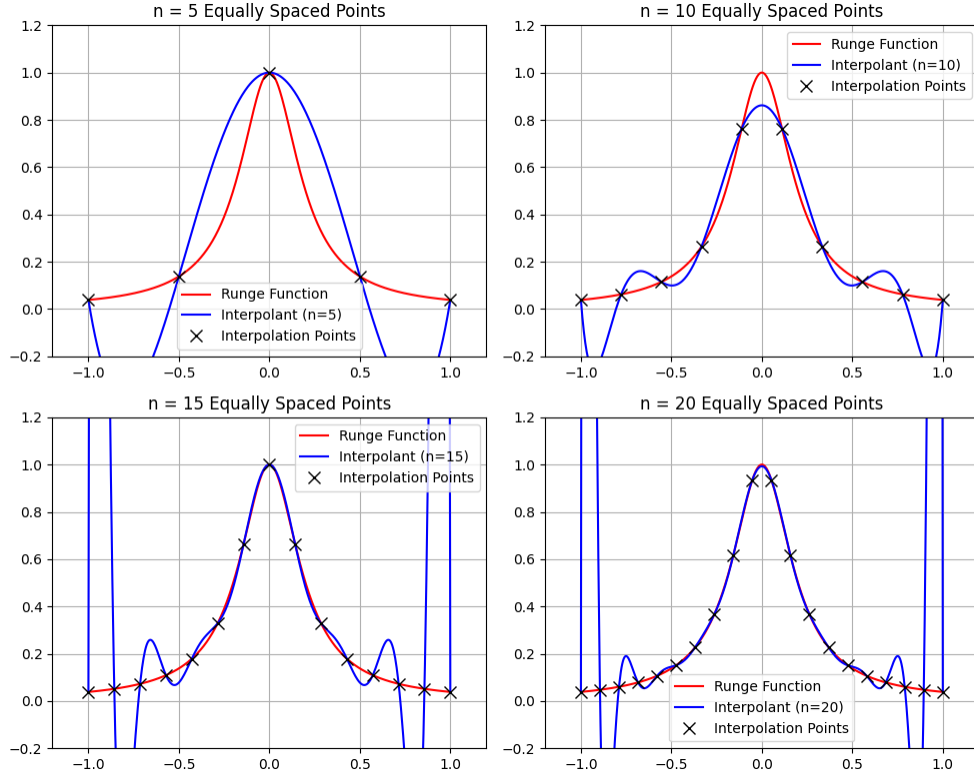 n = 5 Equally Spaced Points
1.0
0.8
0.6
0.4
0.2
0.0
−0.2
1.2
−1.0 −0.5 0.0 0.5 1.0
Runge Function
Interpolant (n=5)
Interpolation Points
n = 10 Equally Spaced Points
1.2
1.0
0.8
0.6
0.4
0.2
0.0
−0.2
−1.0 −0.5 0.0 0.5 1.0
Runge Function
Interpolant (n=10)
Interpolation Points
n = 15 Equally Spaced Points
1.2
1.0
0.8
0.6
0.4
0.2
0.0
−0.2
−1.0 −0.5 0.0 0.5 1.0
Runge Function
Interpolant (n=15)
Interpolation Points
n = 20 Equally Spaced Points
1.2
1.0
0.8
0.6
0.4
0.2
0.0
−0.2
−1.0 −0.5 0.0 0.5 1.0
Runge Function
Interpolant (n=20)
Interpolation Points